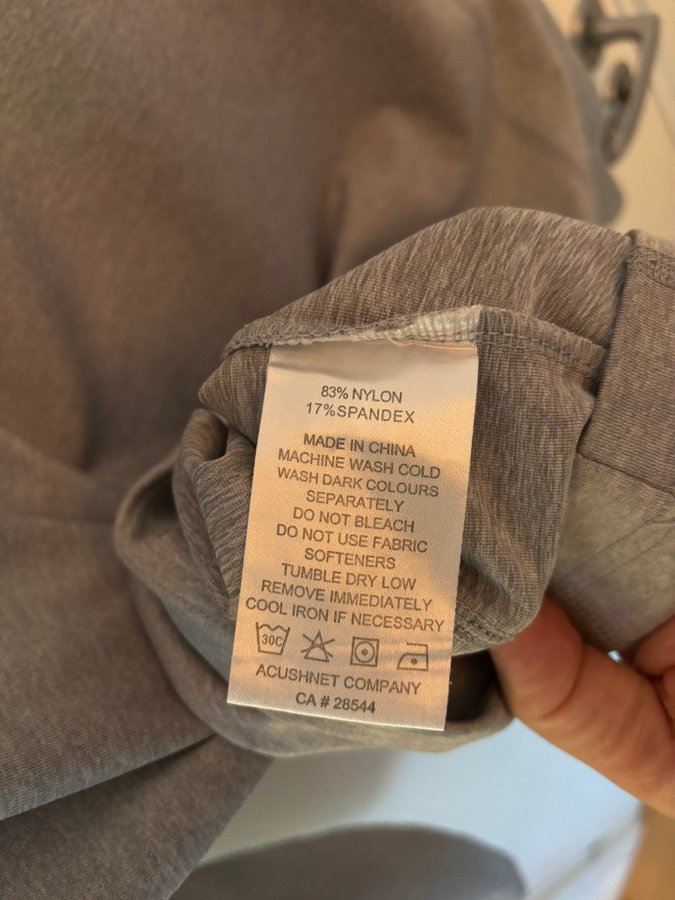 83% NYLON
17%SPANDEX
MADE IN CHINA
MACHINE WASH COLD
WASH DARK COLOURS
SEPARATELY
DO NOT BLEACH
DO NOT USE FABRIC
SOFTENERS
TUMBLE DRY LOW
REMOVE IMMEDIATELY
COOL IRON IF NECESSARY
30C
ACUSHNET COMPANY
CA # 28544